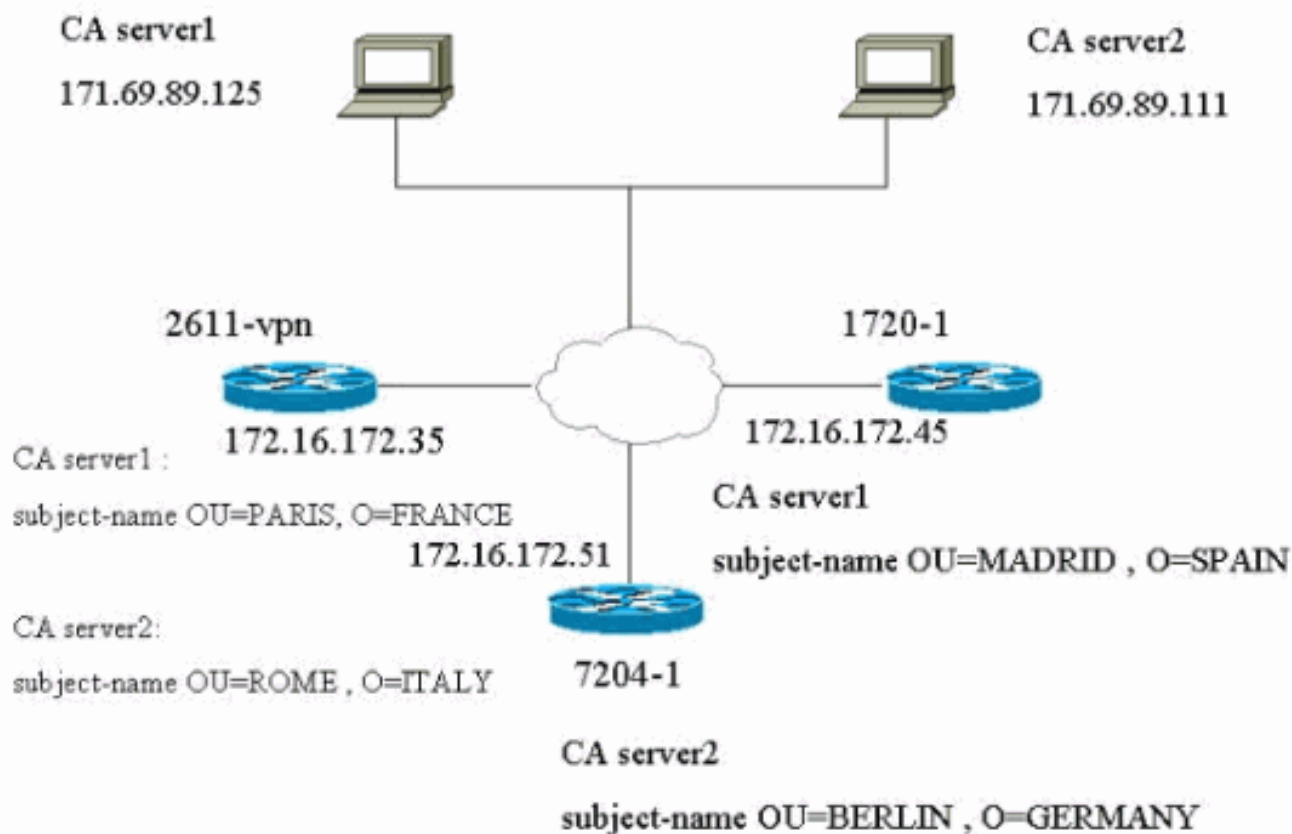 CA server1
171.69.89.125
CA server2
171.69.89.111
2611-vpn
1720-1
172.16.172.35
172.16.172.45
CA server1 :
subject-name OU=PARIS, O=FRANCE
CA server1
subject-name OU=MADRID , O=SPAIN
172.16.172.51
CA server2:
subject-name OU=ROME , O=ITALY
7204-1
CA server2
subject-name OU=BERLIN , O=GERMANY